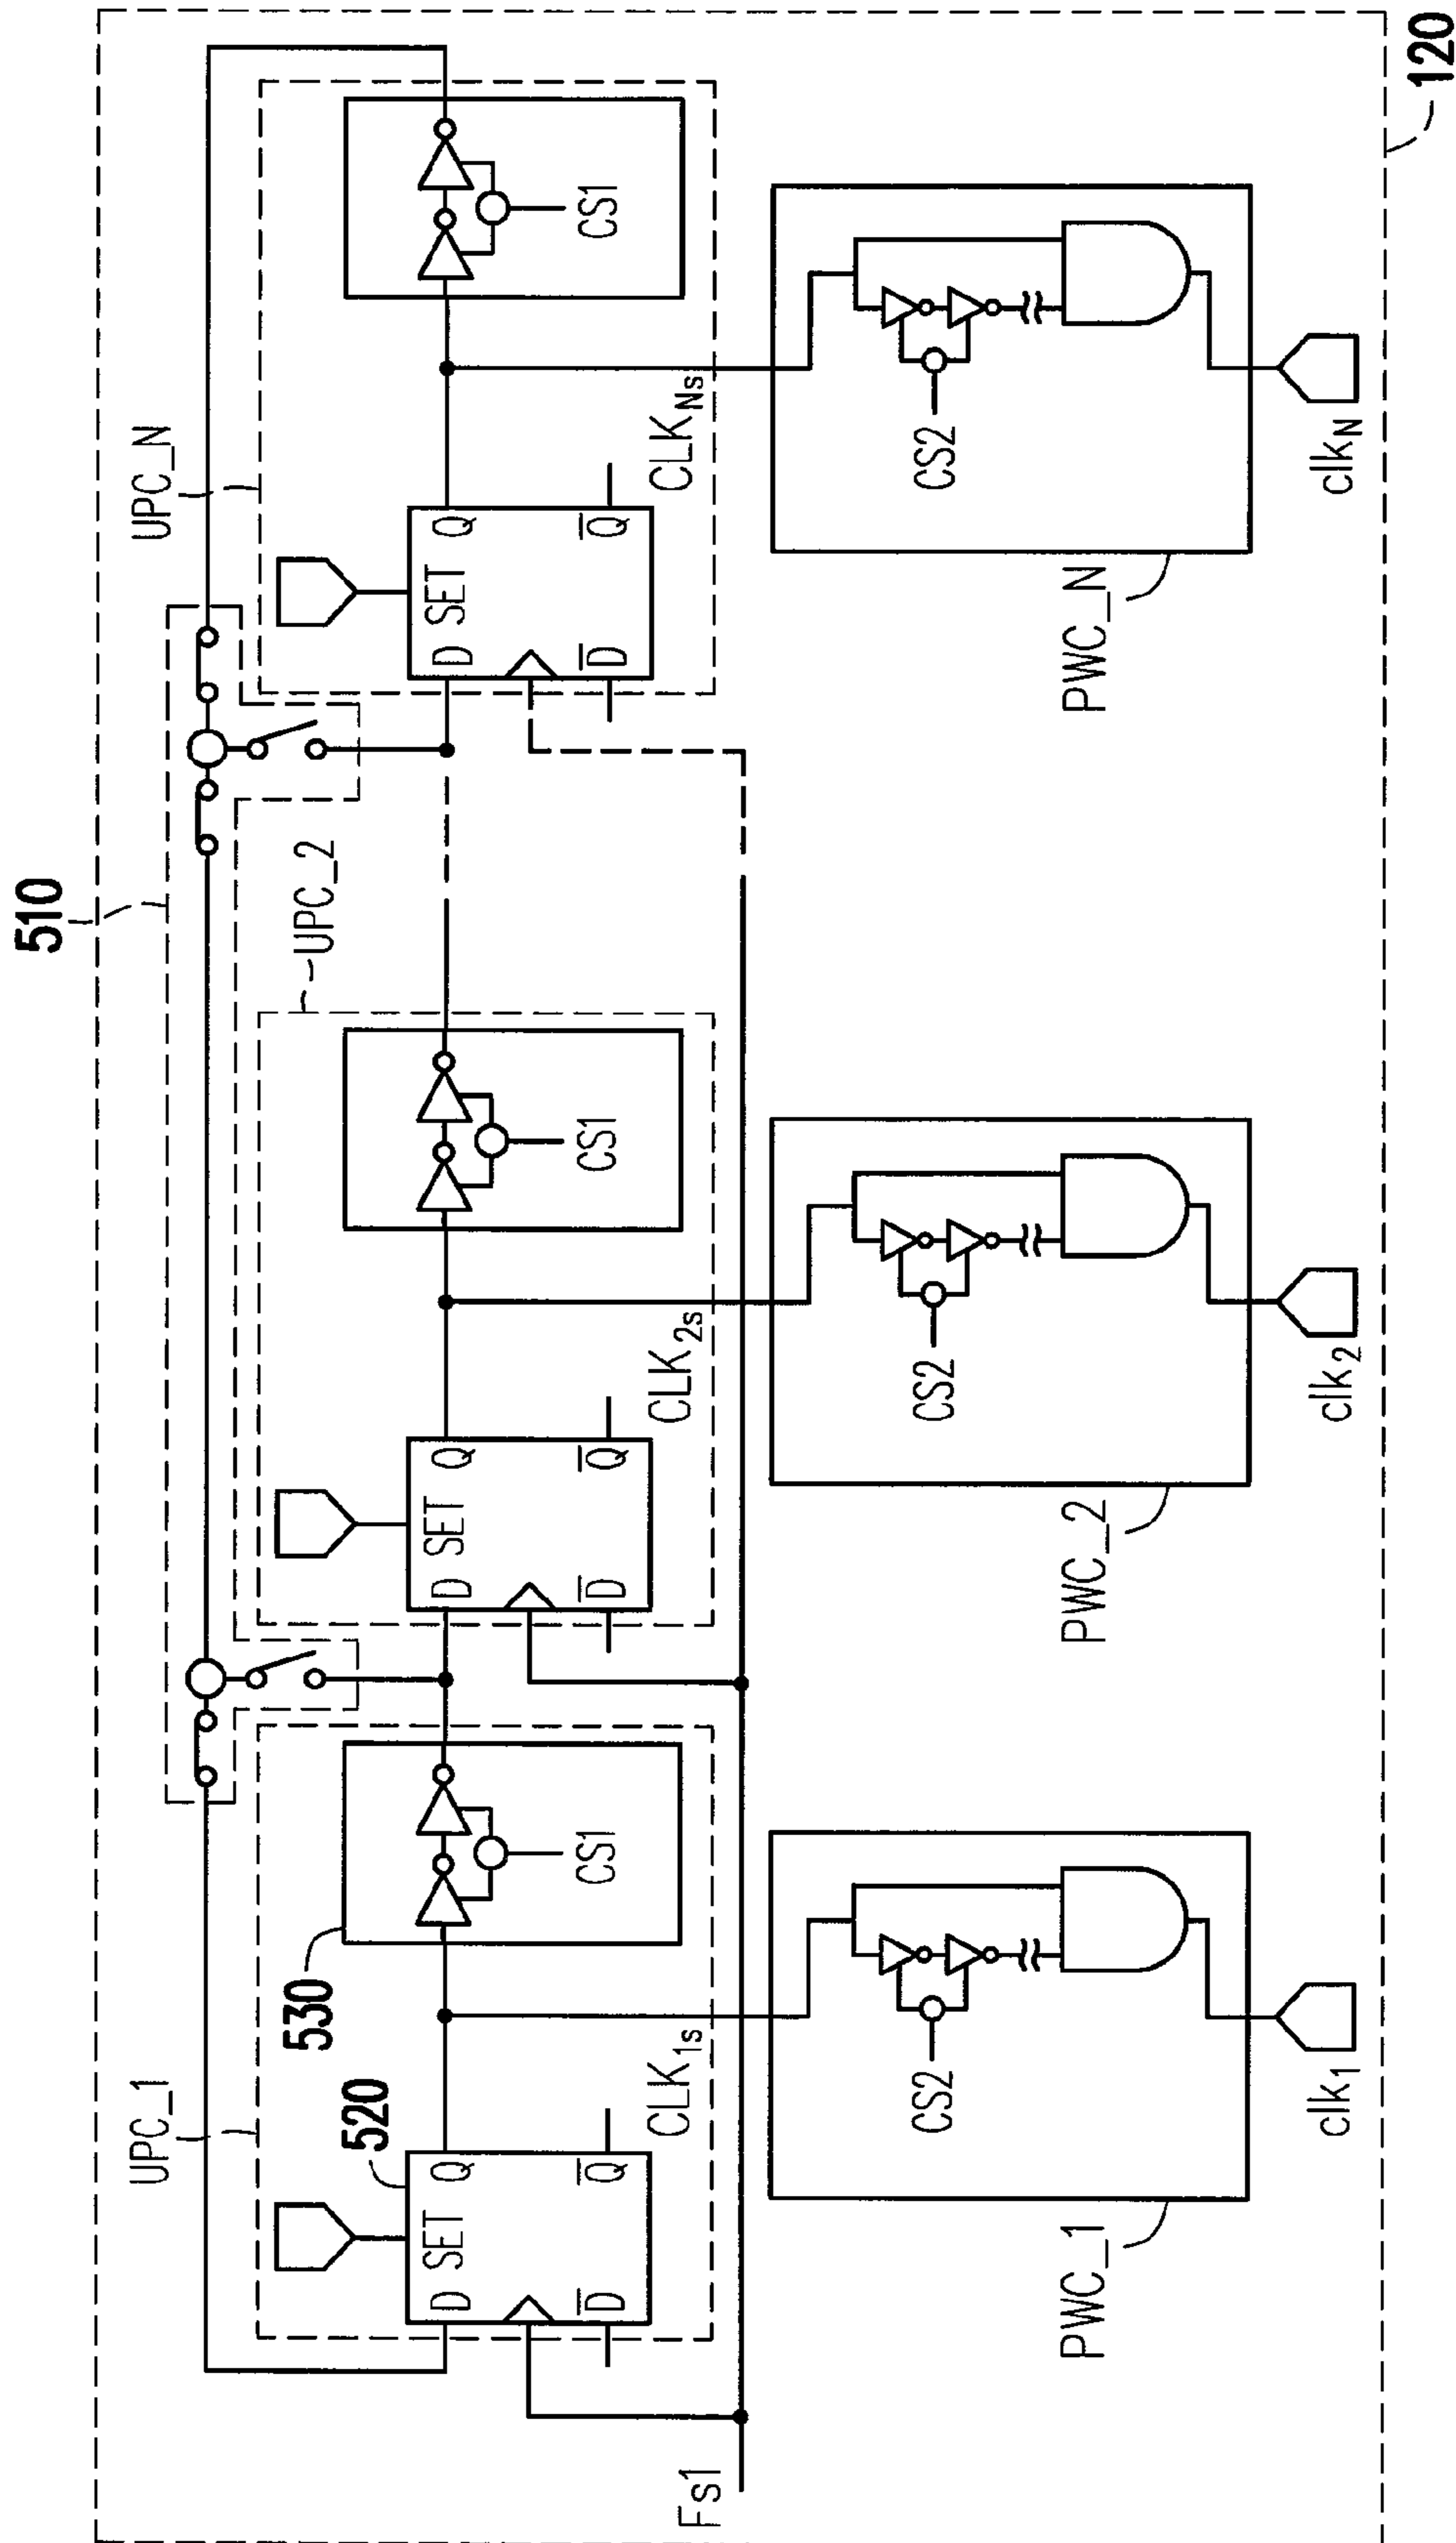 510
UPC_1
UPC_2
UPC_N
520
530
D SET Q
D Q
CLK1s
CS1
D SET Q
D Q
CLK2s
CS1
D SET Q
D Q
CLKNs
CS1
Fs1
CS2
PWC_1
clk1
CS2
PWC_2
clk2
CS2
PWC_N
clkN
120